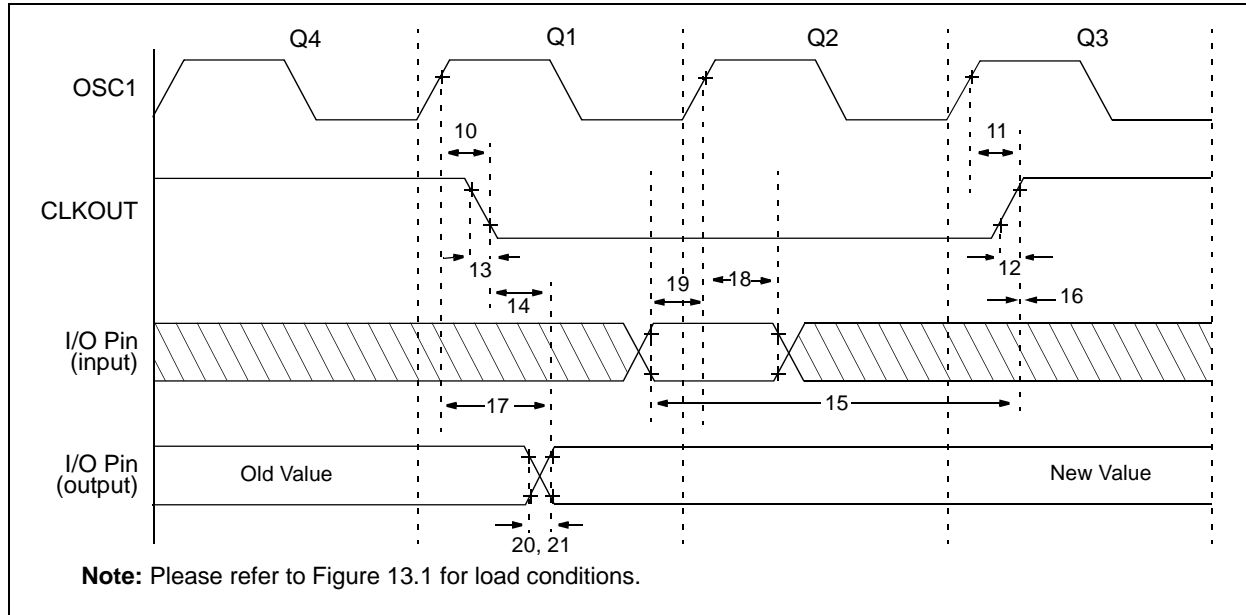 Q4 Q1 Q2 Q3
OSC1
10 11
CLKOUT
13 12
19 18 16
14
I/O Pin
(input)
17 15
I/O Pin
(output)
Old Value New Value
20, 21
Note: Please refer to Figure 13.1 for load conditions.